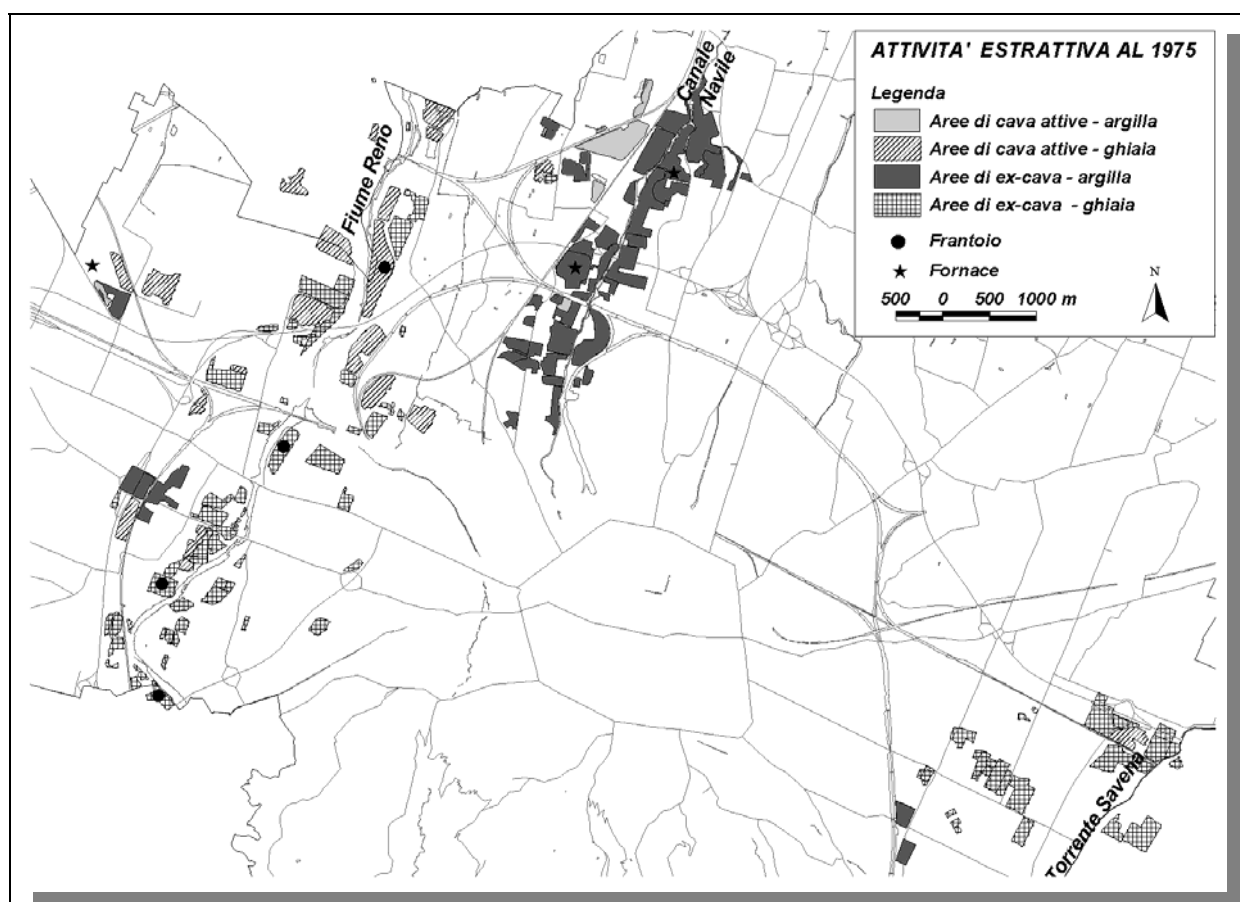 ATTIVITA' ESTRATTIVA AL 1975
Legenda
Aree di cava attive - argilla
Aree di cava attive - ghiaia
Aree di ex-cava - argilla
Aree di ex-cava - ghiaia
Frantoio
Fornace
N
500 0 500 1000 m
Canale
Navile
Fiume Reno
Torrente Savena